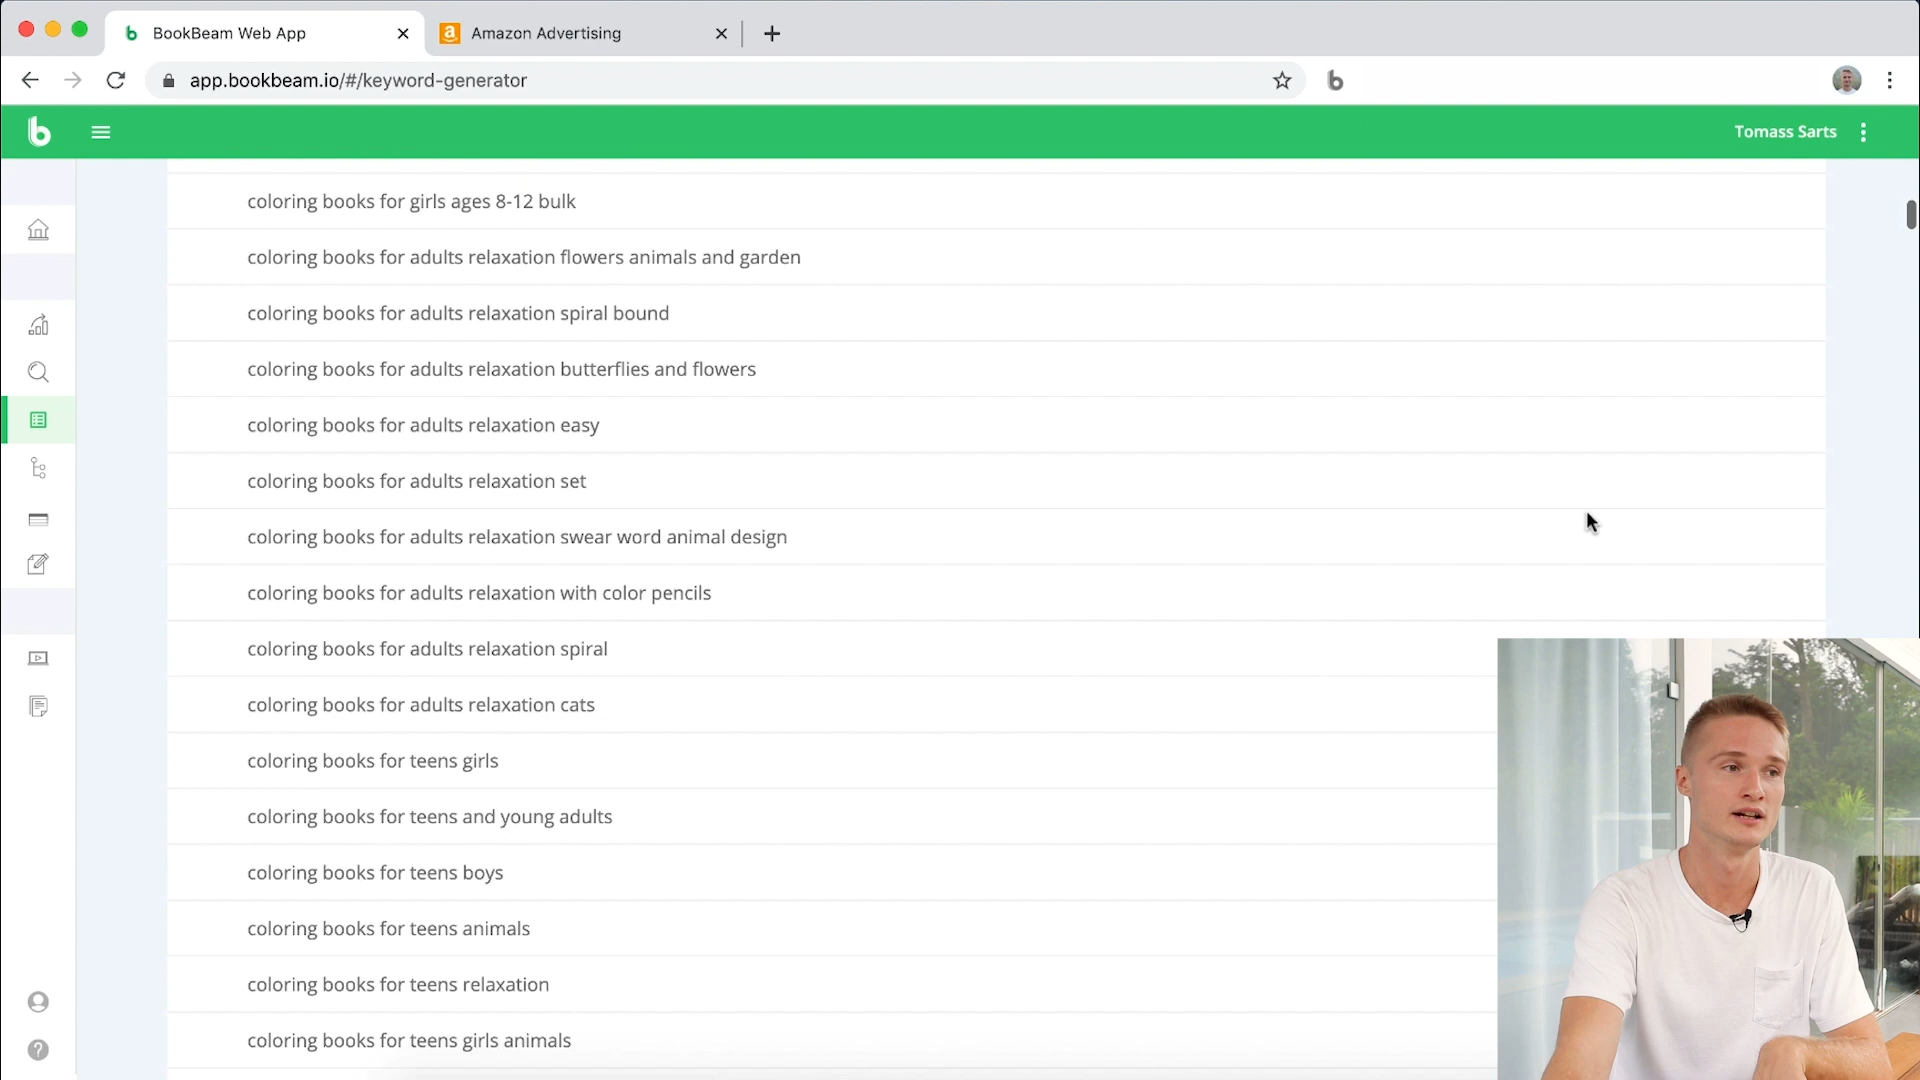 BookBeam Web App
Amazon Advertising
app.bookbeam.io/#/keyword-generator
Tomass Sarts
coloring books for girls ages 8-12 bulk
coloring books for adults relaxation flowers animals and garden
coloring books for adults relaxation spiral bound
coloring books for adults relaxation butterflies and flowers
coloring books for adults relaxation easy
coloring books for adults relaxation set
coloring books for adults relaxation swear word animal design
coloring books for adults relaxation with color pencils
coloring books for adults relaxation spiral
coloring books for adults relaxation cats
coloring books for teens girls
coloring books for teens and young adults
coloring books for teens boys
coloring books for teens animals
coloring books for teens relaxation
coloring books for teens girls animals